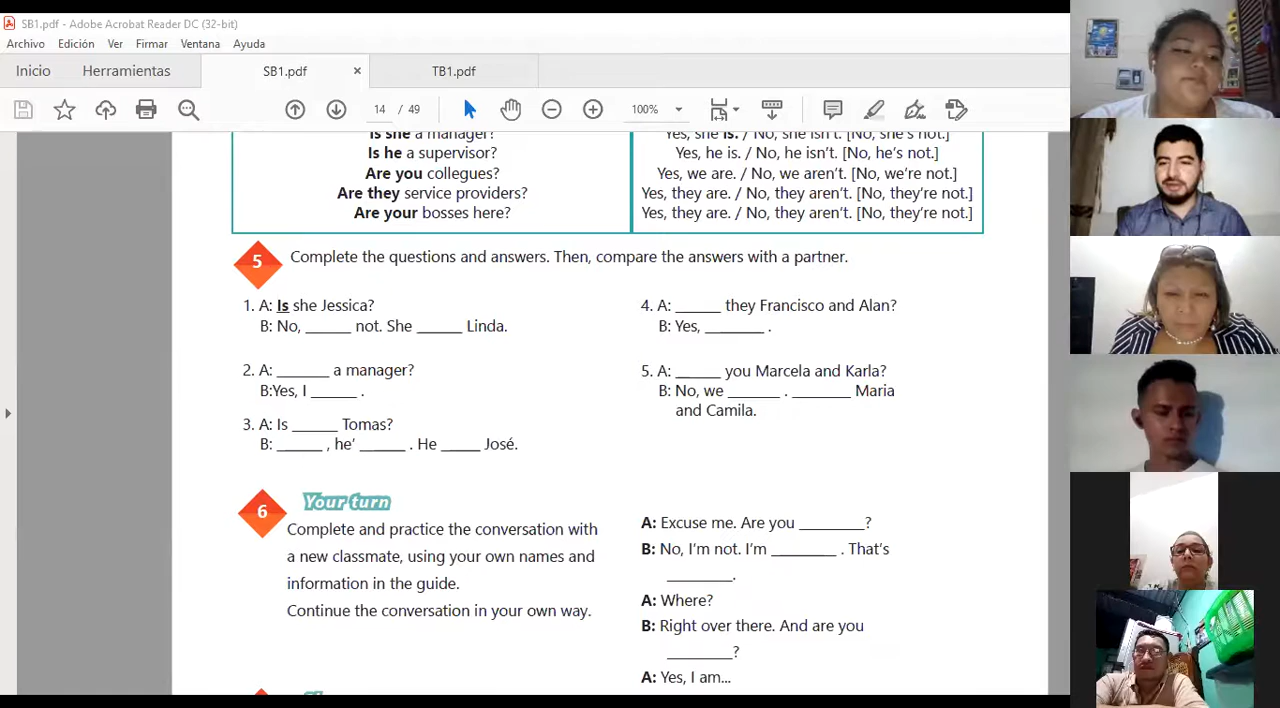 SB1.pdf - Adobe Acrobat Reader DC (32-bit)
Archivo Edición Ver Firmar Ventana Ayuda
Inicio Herramientas SB1.pdf × TB1.pdf
14 / 49 100%
Is she a manager?
Is he a supervisor?
Are you collegues?
Are they service providers?
Are your bosses here?
Yes, she is. / No, she isn't. [No, she's not.]
Yes, he is. / No, he isn't. [No, he's not.]
Yes, we are. / No, we aren't. [No, we're not.]
Yes, they are. / No, they aren't. [No, they're not.]
Yes, they are. / No, they aren't. [No, they're not.]
5 Complete the questions and answers. Then, compare the answers with a partner.
1. A: Is she Jessica?
B: No, ______ not. She ______ Linda.
2. A: _______ a manager?
B:Yes, I ______ .
3. A: Is ______ Tomas?
B: ______ , he' ______ . He _____ José.
4. A: ______ they Francisco and Alan?
B: Yes, ________ .
5. A: ______ you Marcela and Karla?
B: No, we _______ . ________ Maria
and Camila.
6 Your turn
Complete and practice the conversation with
a new classmate, using your own names and
information in the guide.
Continue the conversation in your own way.
A: Excuse me. Are you _________?
B: No, I'm not. I'm _________ . That's
_________.
A: Where?
B: Right over there. And are you
_________?
A: Yes, I am...